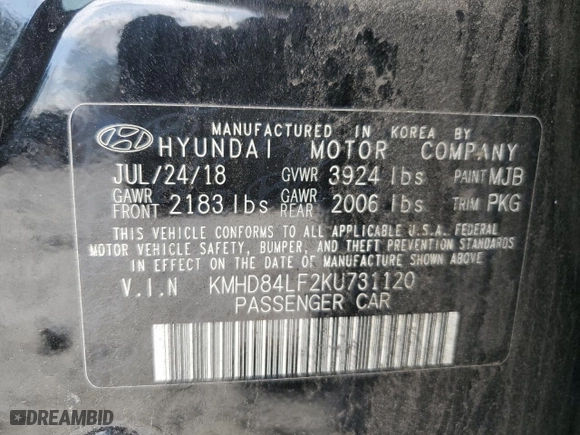 MANUFACTURED IN KOREA BY
HYUNDAI MOTOR COMPANY
JUL/24/18 GVWR 3924 lbs PAINT MJB
GAWR FRONT 2183 lbs GAWR REAR 2006 lbs TRIM PKG
THIS VEHICLE CONFORMS TO ALL APPLICABLE U.S.A. FEDERAL
MOTOR VEHICLE SAFETY, BUMPER, AND THEFT PREVENTION STANDARDS
IN EFFECT ON THE DATE OF MANUFACTURE SHOWN ABOVE
V.I.N KMHD84LF2KU731120
PASSENGER CAR
DREAMBID